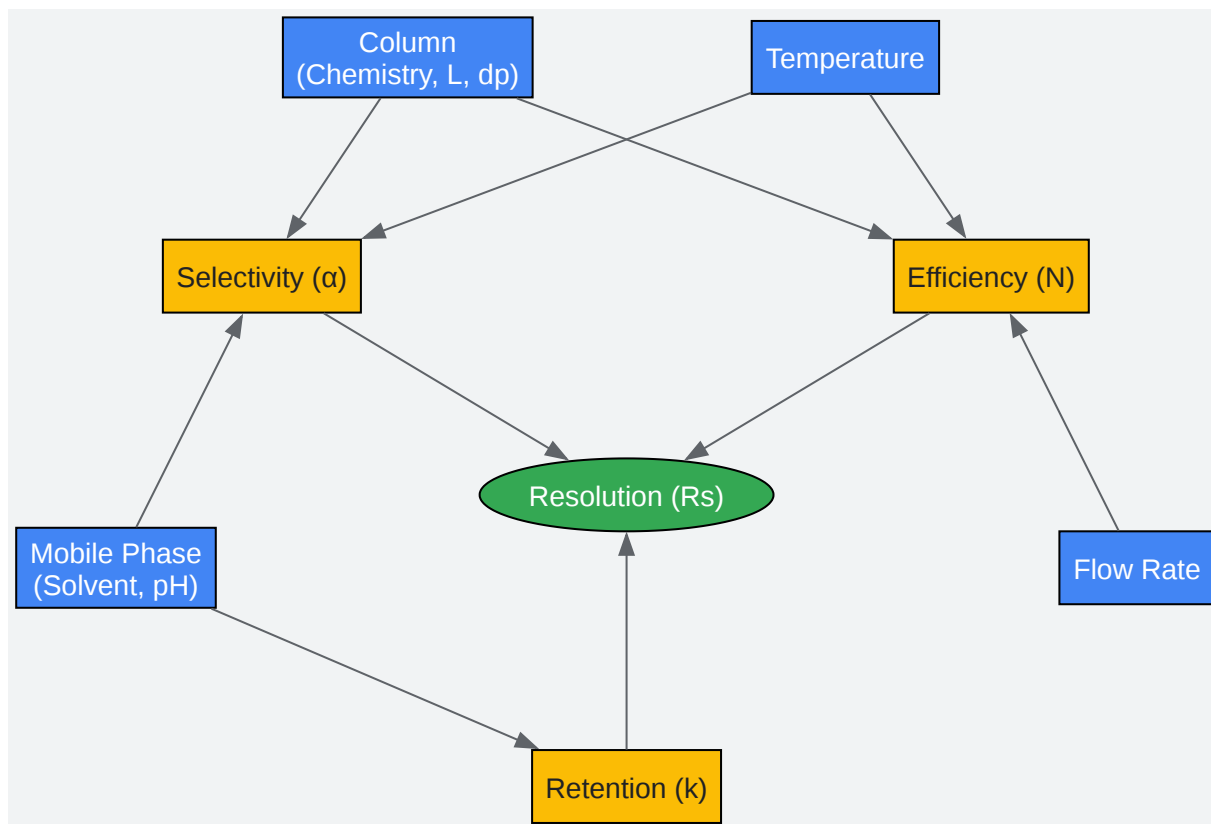 Column
(Chemistry, L, dp)
Temperature
Selectivity (α)
Efficiency (N)
Resolution (Rs)
Mobile Phase
(Solvent, pH)
Flow Rate
Retention (k)